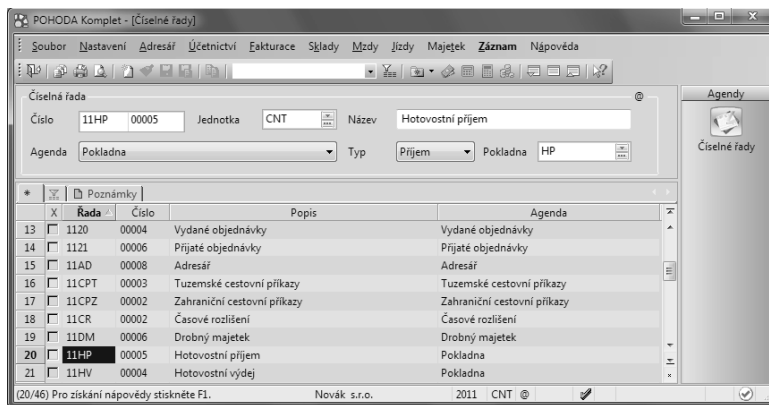 POHODA Komplet - [Číselné řady]
Soubor Nastavení Adresář Účetnictví Fakturace Sklady Mzdy Jízdy Majetek Záznam Nápověda
Číselná řada @
Číslo 11HP 00005 Jednotka CNT Název Hotovostní příjem
Agenda Pokladna Typ Příjem Pokladna HP
Agendy
Číselné řady
* Poznámky
X Řada Číslo Popis Agenda
13 1120 00004 Vydané objednávky Vydané objednávky
14 1121 00006 Přijaté objednávky Přijaté objednávky
15 11AD 00008 Adresář Adresář
16 11CPT 00003 Tuzemské cestovní příkazy Tuzemské cestovní příkazy
17 11CPZ 00002 Zahraniční cestovní příkazy Zahraniční cestovní příkazy
18 11CR 00002 Časové rozlišení Časové rozlišení
19 11DM 00006 Drobný majetek Drobný majetek
20 11HP 00005 Hotovostní příjem Pokladna
21 11HV 00004 Hotovostní výdej Pokladna
(20/46) Pro získání nápovědy stiskněte F1. Novák s.r.o. 2011 CNT @